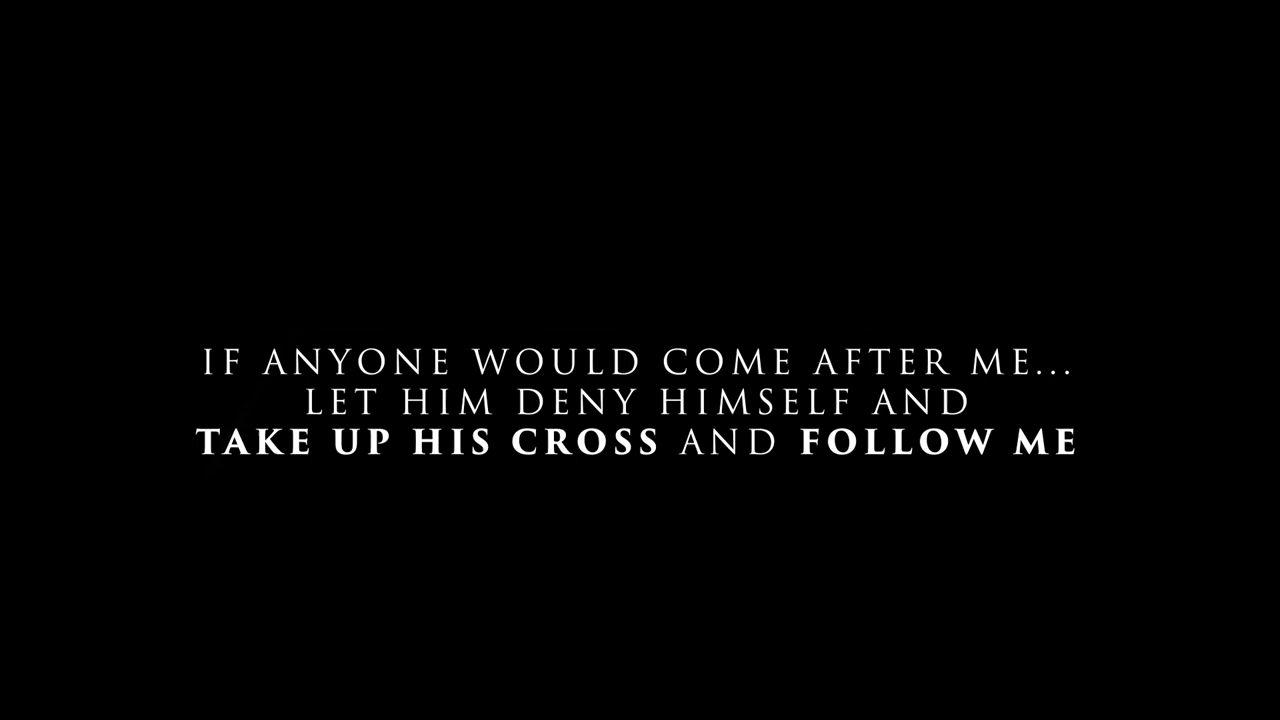 IF ANYONE WOULD COME AFTER ME...
LET HIM DENY HIMSELF AND
TAKE UP HIS CROSS AND FOLLOW ME